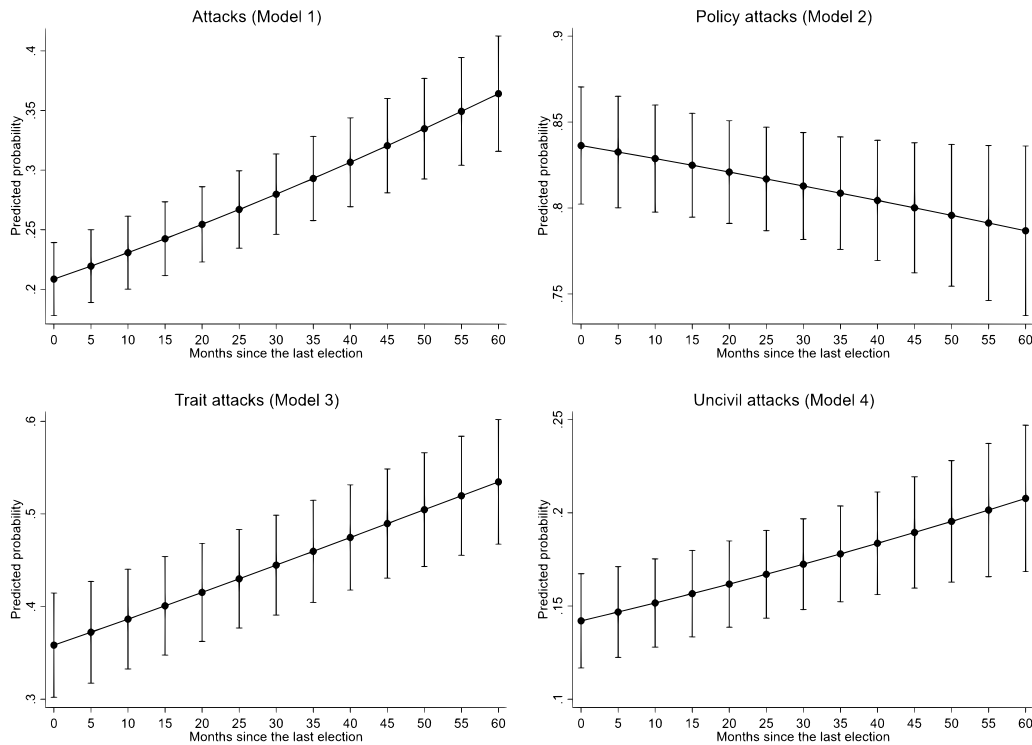 Attacks (Model 1)
Predicted probability
.4
.35
.3
.25
.2
0 5 10 15 20 25 30 35 40 45 50 55 60
Months since the last election
Policy attacks (Model 2)
Predicted probability
.9
.85
.8
.75
0 5 10 15 20 25 30 35 40 45 50 55 60
Months since the last election
Trait attacks (Model 3)
Predicted probability
.6
.5
.4
.3
0 5 10 15 20 25 30 35 40 45 50 55 60
Months since the last election
Uncivil attacks (Model 4)
Predicted probability
.25
.2
.15
.1
0 5 10 15 20 25 30 35 40 45 50 55 60
Months since the last election